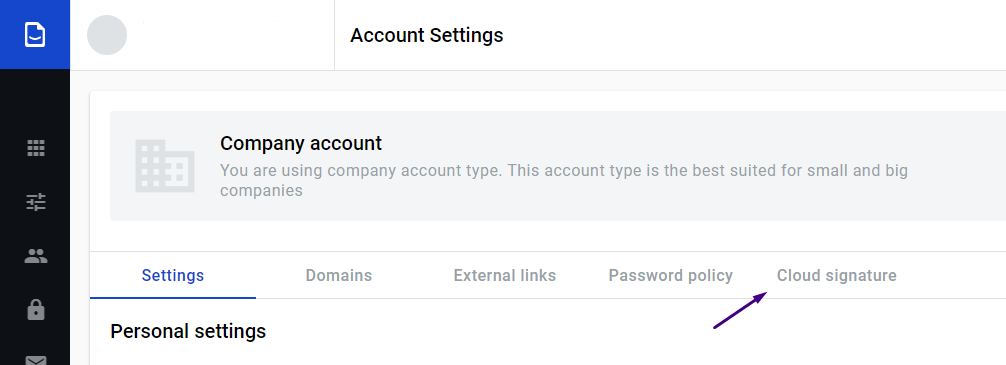 Account Settings
Company account
You are using company account type. This account type is the best suited for small and big
companies
Settings
Domains
External links
Password policy
Cloud signature
Personal settings